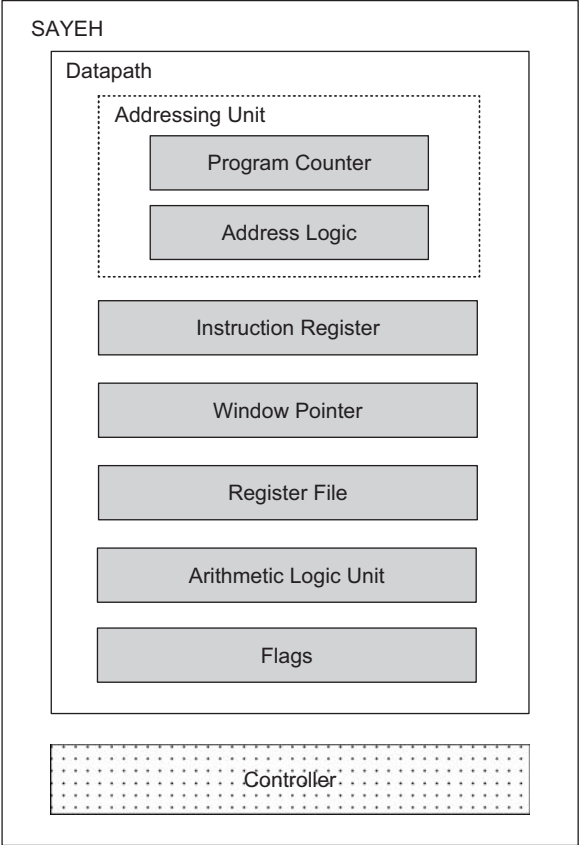 SAYEH
Datapath
Addressing Unit
Program Counter
Address Logic
Instruction Register
Window Pointer
Register File
Arithmetic Logic Unit
Flags
Controller